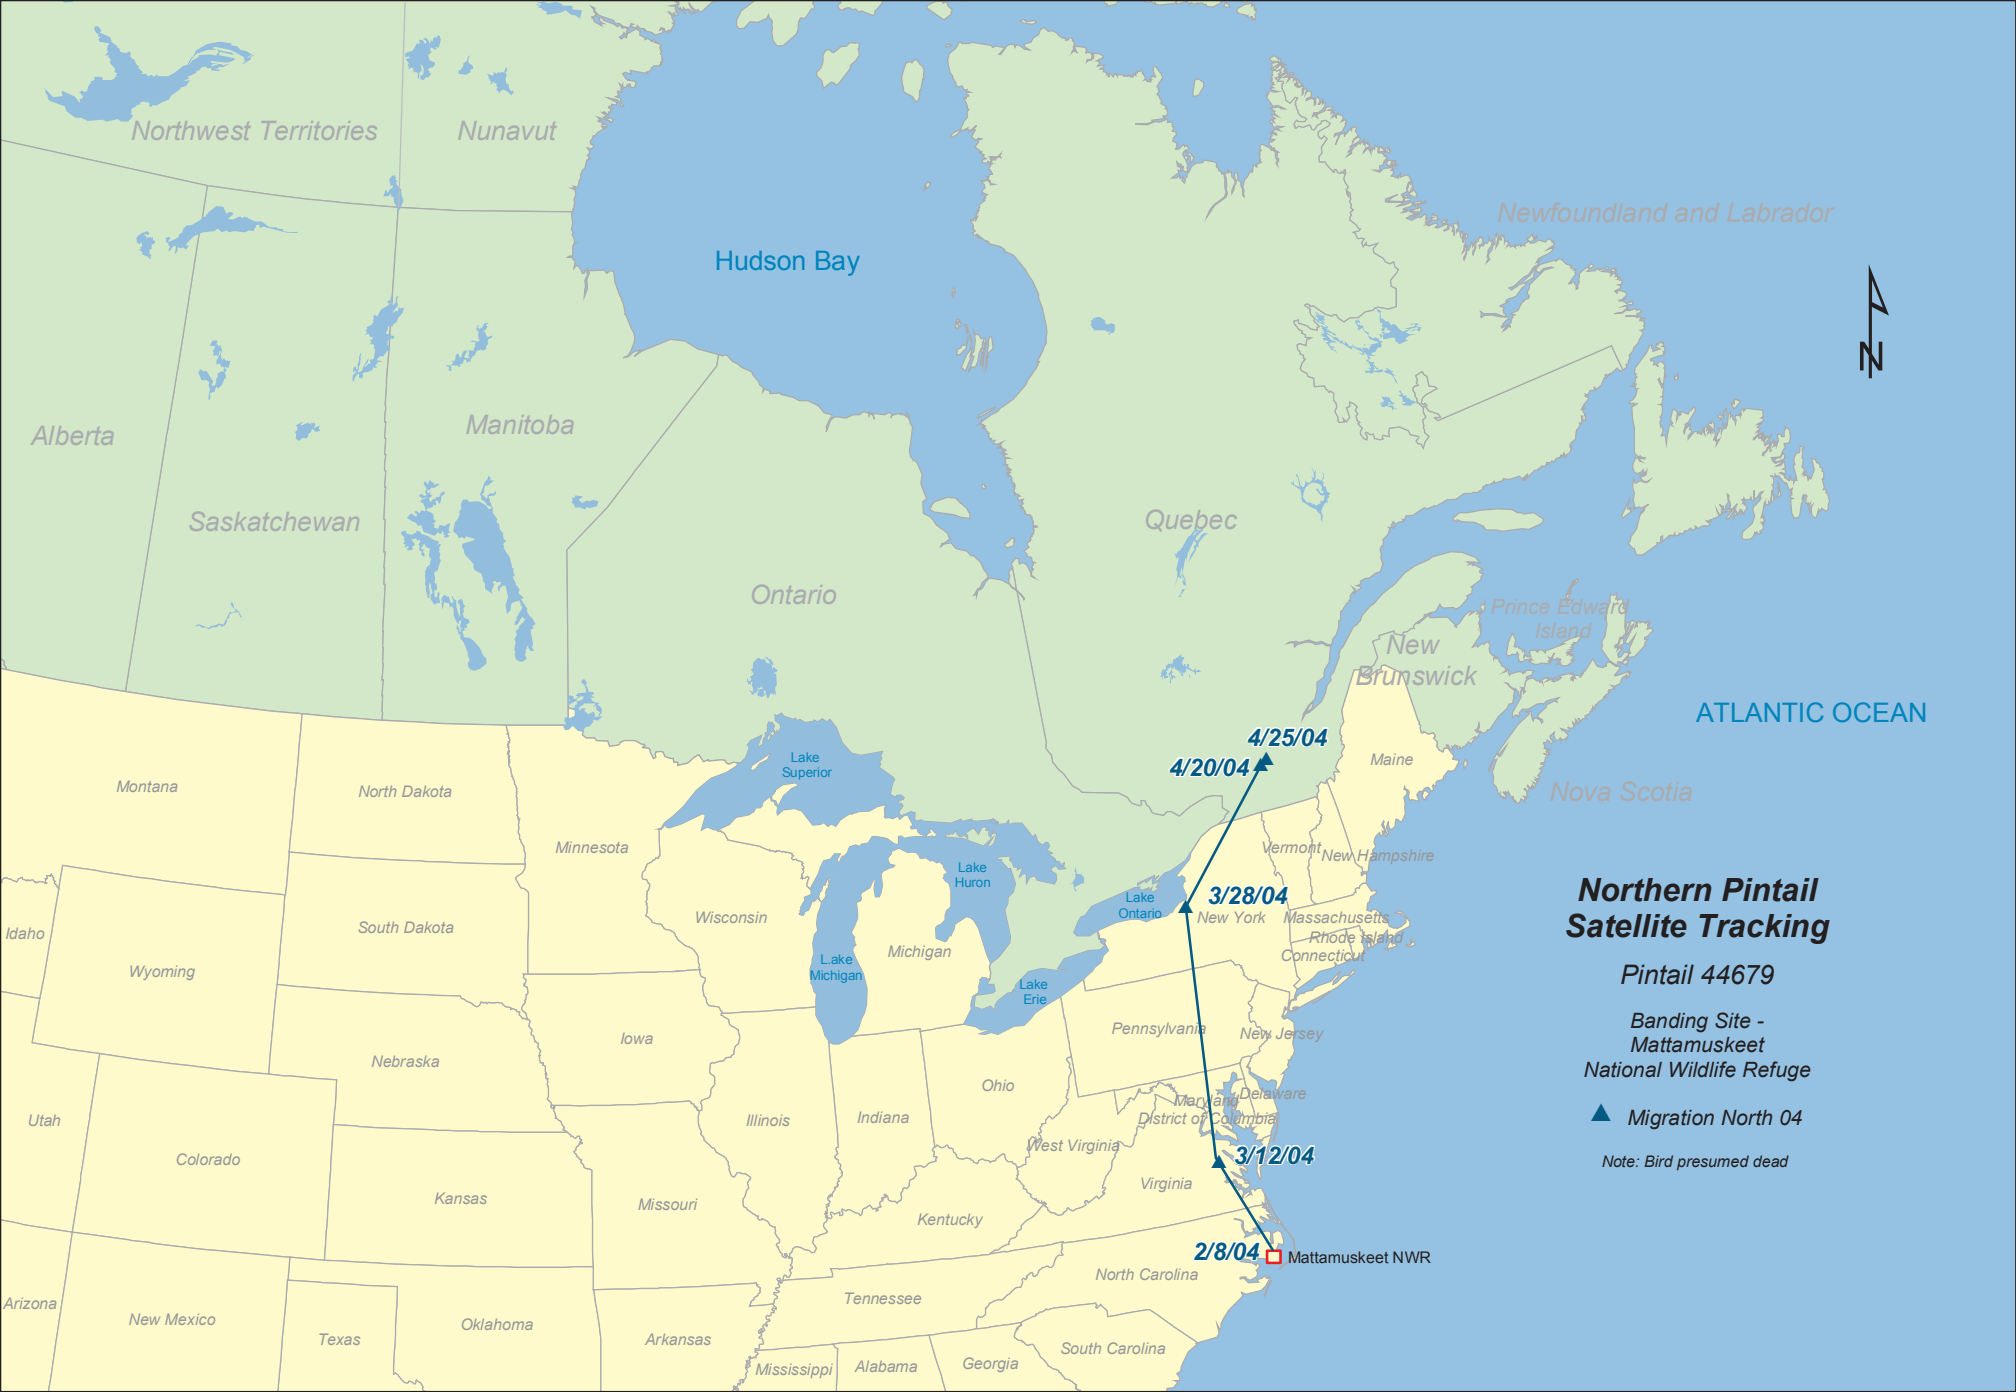 Northwest Territories
Nunavut
Newfoundland and Labrador
Hudson Bay
N
Alberta
Manitoba
Saskatchewan
Quebec
Ontario
Prince Edward
Island
New
Brunswick
ATLANTIC OCEAN
4/25/04
4/20/04
Lake
Superior
Maine
Montana
North Dakota
Nova Scotia
Minnesota
Vermont
New Hampshire
Lake
Huron
3/28/04
Lake
Ontario
New York
Massachusetts
Wisconsin
South Dakota
Idaho
Rhode Island
Michigan
Connecticut
L.ake
Michigan
Wyoming
Lake
Erie
Northern Pintail
Satellite Tracking
Pintail 44679
Banding Site -
Mattamuskeet
National Wildlife Refuge
Migration North 04
Note: Bird presumed dead
Pennsylvania
New Jersey
Iowa
Nebraska
Ohio
Delaware
Maryland
District of Columbia
Utah
Illinois
Indiana
West Virginia
3/12/04
Colorado
Virginia
Kansas
Missouri
Kentucky
2/8/04
Mattamuskeet NWR
North Carolina
Arizona
Tennessee
New Mexico
Oklahoma
Texas
Arkansas
South Carolina
Mississippi
Alabama
Georgia